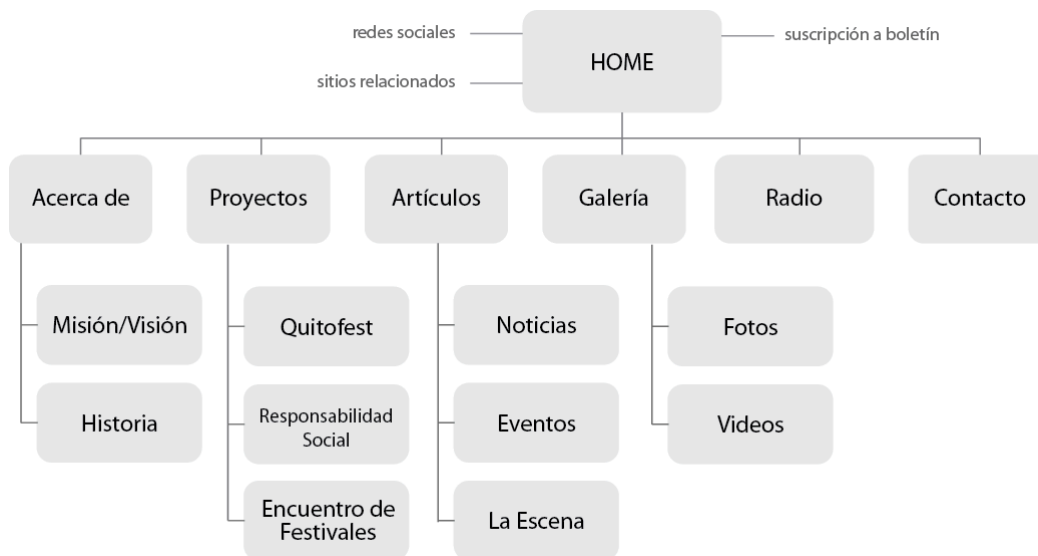 redes sociales
suscripción a boletín
HOME
sitios relacionados
Acerca de
Proyectos
Artículos
Galería
Radio
Contacto
Misión/Visión
Quitofest
Noticias
Fotos
Historia
Responsabilidad
Social
Eventos
Videos
Encuentro de
Festivales
La Escena